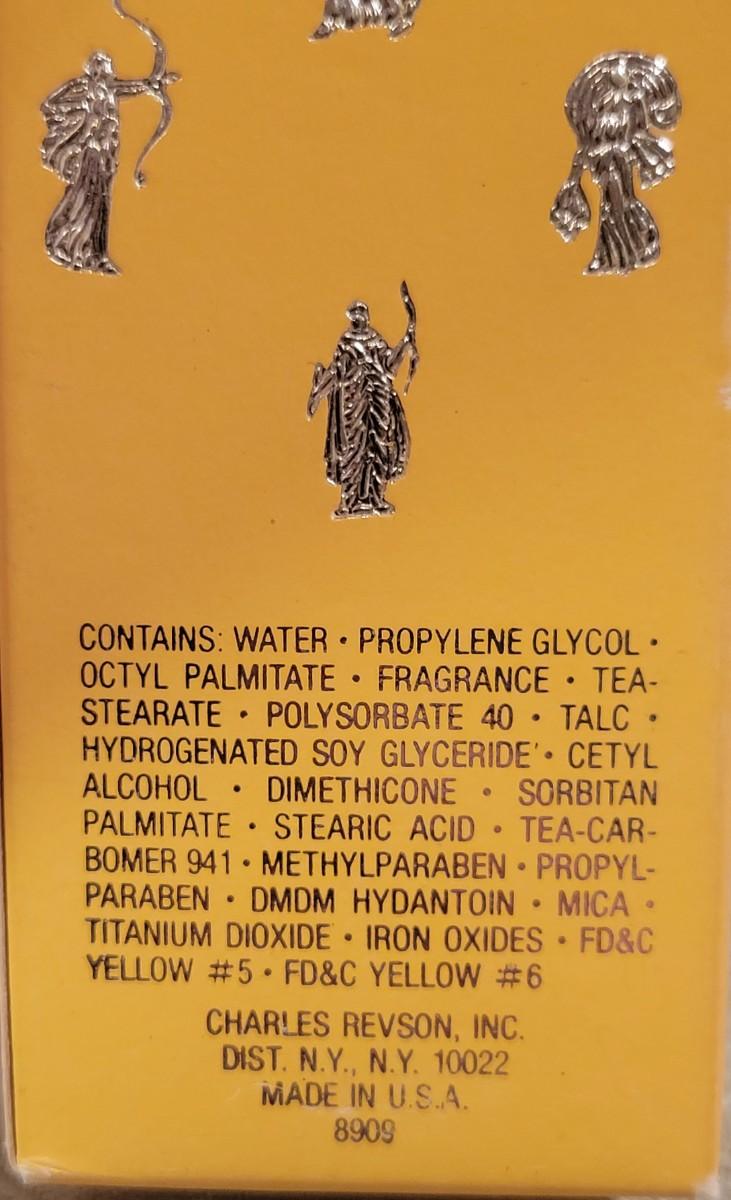 CONTAINS: WATER • PROPYLENE GLYCOL •
OCTYL PALMITATE • FRAGRANCE • TEA-
STEARATE • POLYSORBATE 40 • TALC •
HYDROGENATED SOY GLYCERIDE • CETYL
ALCOHOL • DIMETHICONE • SORBITAN
PALMITATE • STEARIC ACID • TEA-CAR-
BOMER 941 • METHYLPARABEN • PROPYL-
PARABEN • DMDM HYDANTOIN • MICA •
TITANIUM DIOXIDE • IRON OXIDES • FD&C
YELLOW #5 • FD&C YELLOW #6
CHARLES REVSON, INC.
DIST. N.Y., N.Y. 10022
MADE IN U.S.A.
8909